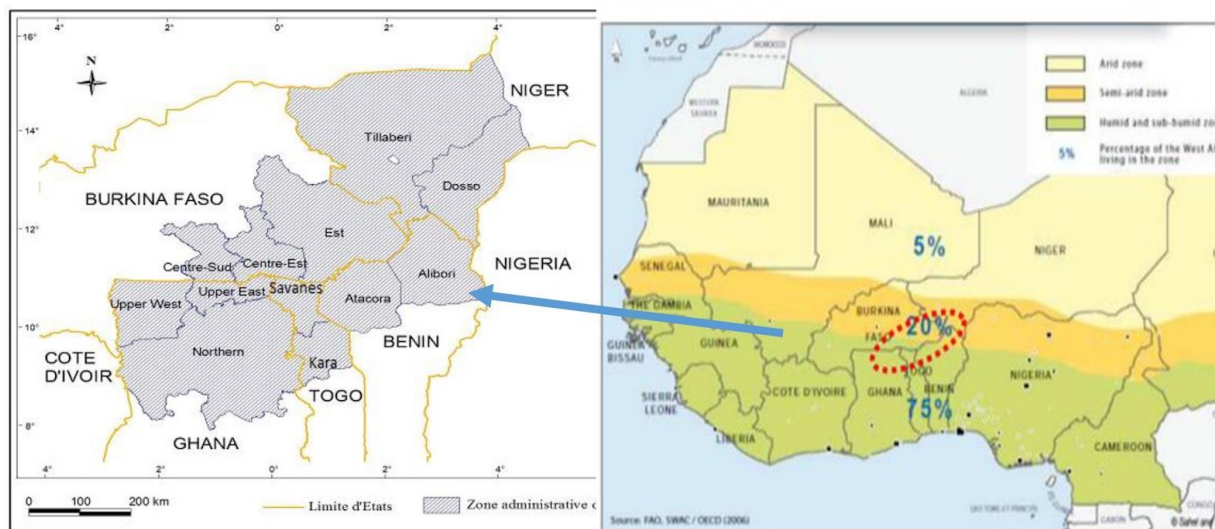 4° 2° 0° 2° 4°
16°
14°
12°
10°
8°
N
NIGER
Tillaberi
Dosso
BURKINA FASO
Est
Centre-Sud
Centre-Est
Alibori
NIGERIA
Upper West
Upper East
Savanes
Atacora
Northern
Kara
BENIN
COTE
D'IVOIR
TOGO
GHANA
4° 2° 0° 2° 4°
0 100 200 km
Límite d'Etats
Zone administrative
MOROCCO
WESTERN
SAHARA
ALGERIA
Arid zone
Semi-arid zone
Humid and sub-humid zo
5% Percentage of the West Af
living in the zone
MAURITANIA
MALI
5%
NIGER
SENEGAL
THE GAMBIA
GUINEA
BISSAU
GUINEA
BURKINA
FASO
20%
SIERRA
LEONE
LIBERIA
COTE D'IVOIRE
GHANA
BENIN
75%
NIGERIA
CAMEROON
GABON
Source: FAO, SWAC / OECD (2006)